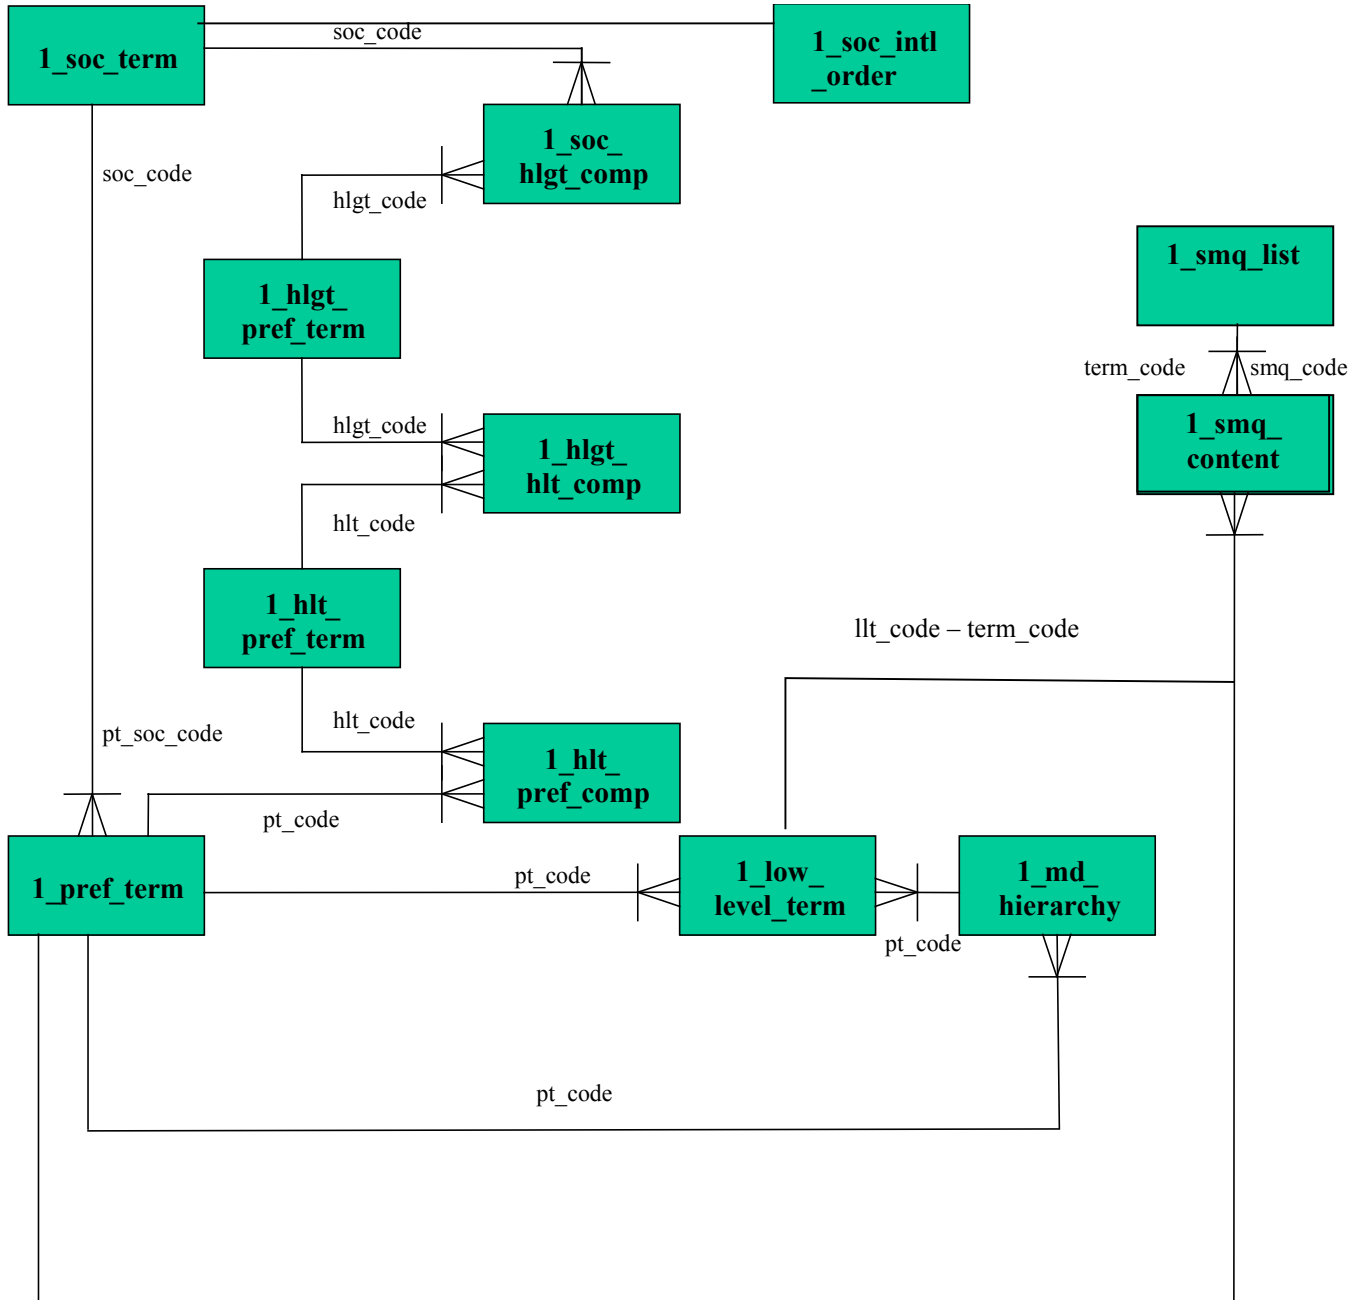 soc_code
1_soc_term
1_soc_intl
_order
1_soc_
hlgt_comp
soc_code
hlgt_code
1_smq_list
1_hlgt_
pref_term
term_code
smq_code
hlgt_code
1_hlgt_
hlt_comp
1_smq_
content
hlt_code
1_hlt_
pref_term
llt_code – term_code
hlt_code
pt_soc_code
1_hlt_
pref_comp
pt_code
1_pref_term
pt_code
1_low_
level_term
1_md_
hierarchy
pt_code
pt_code